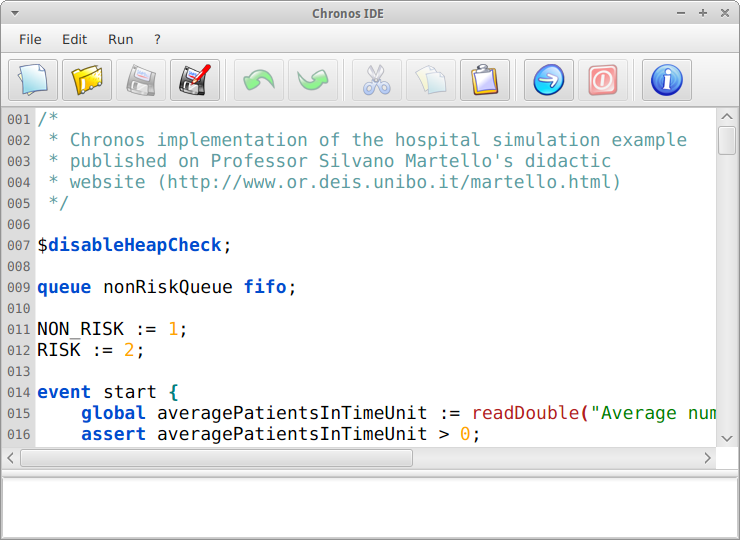 Chronos IDE
File Edit Run ?
001 /*
002  * Chronos implementation of the hospital simulation example
003  * published on Professor Silvano Martello's didactic
004  * website (http://www.or.deis.unibo.it/martello.html)
005  */
006
007 $disableHeapCheck;
008
009 queue nonRiskQueue fifo;
010
011 NON_RISK := 1;
012 RISK := 2;
013
014 event start {
015     global averagePatientsInTimeUnit := readDouble("Average num
016     assert averagePatientsInTimeUnit > 0;